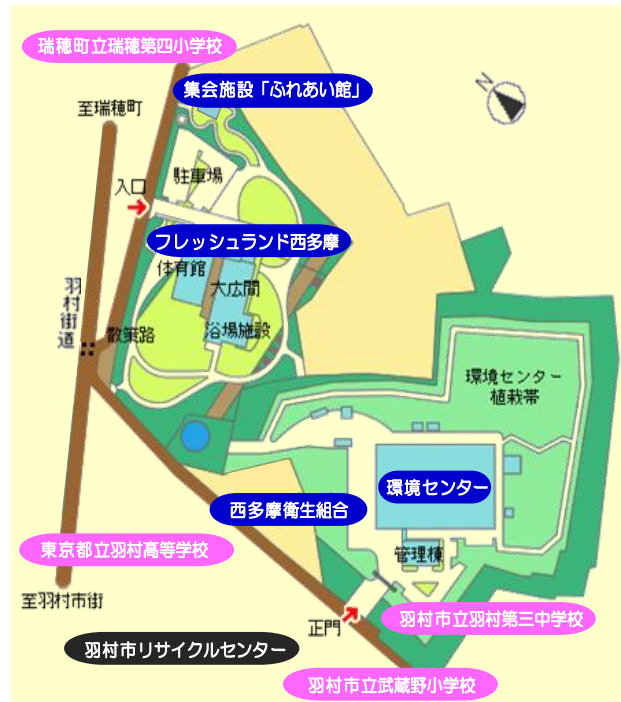 瑞穂町立瑞穂第四小学校
集会施設「ふれあい館」
N
至瑞穂町
駐車場
入口
フレッシュランド西多摩
体育館
大広間
羽村街道
散策路
浴場施設
環境センター
植栽帯
環境センター
西多摩衛生組合
東京都立羽村高等学校
管理棟
至羽村市街
羽村市立羽村第三中学校
正門
羽村市リサイクルセンター
羽村市立武蔵野小学校